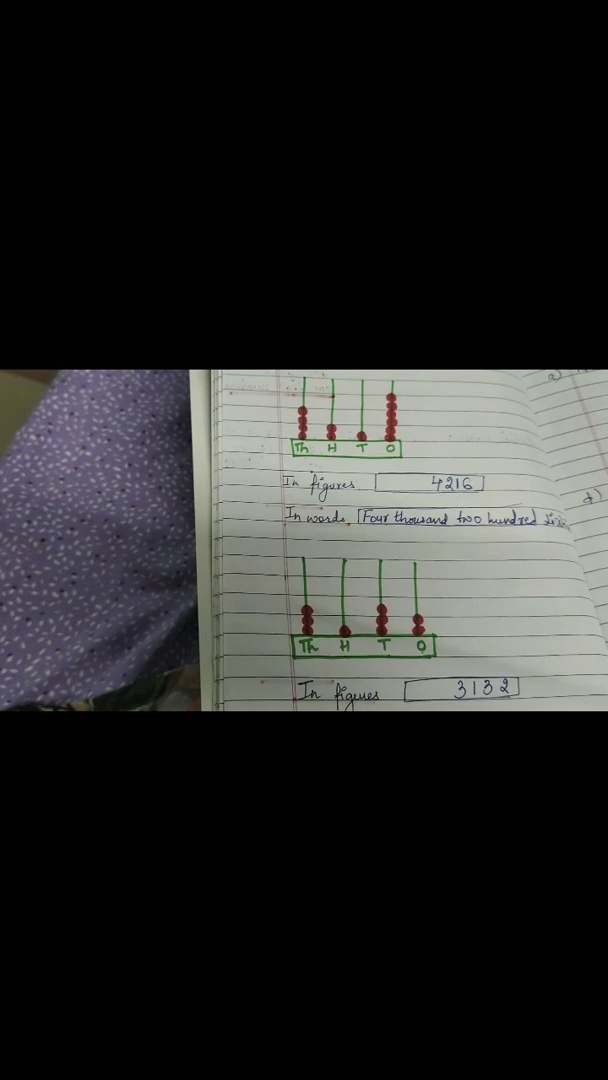 Th H T O
In figures 4216
In words Four thousand two hundred
Th H T O
In figures 3132